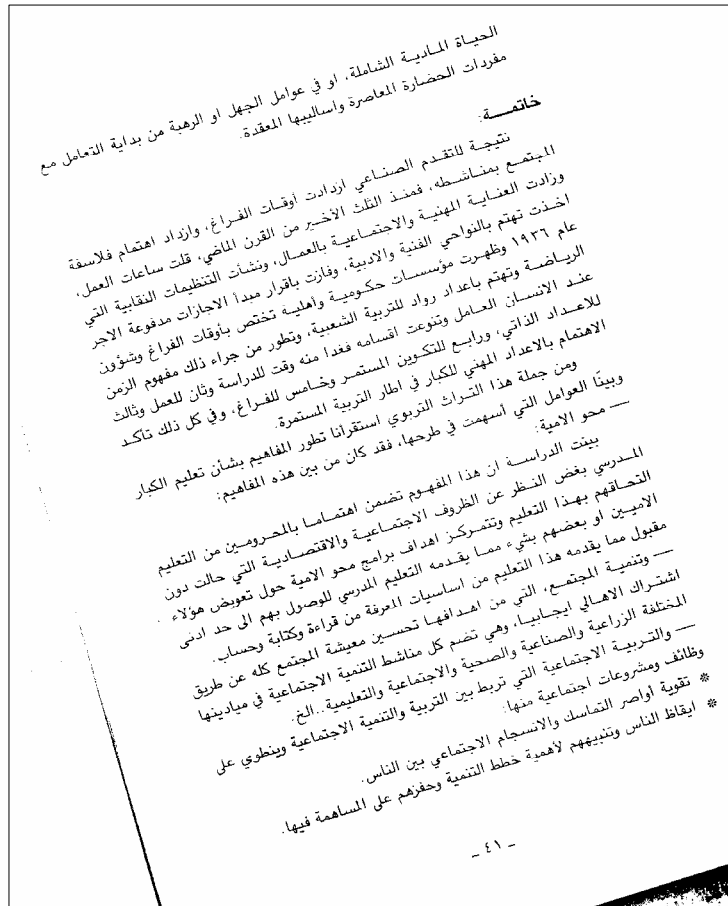 الحياة المادية الشاملة، او في عوامل الجهل او الرهبة من بداية التعامل مع
مفردات الحضارة المعاصرة واساليبها المعقدة.
خاتمة:
نتيجة للتقدم الصناعي ازدادت أوقات الفراغ، وازداد اهتمام فلاسفة
المجتمع بمناشطه، فمنذ الثلث الأخير من القرن الماضي، قلت ساعات العمل،
وزادت العناية المهنية والاجتماعية بالعمال، ونشأت التنظيمات النقابية التي
اخذت تهتم بالنواحي الفنية والادبية، وفازت باقرار مبدأ الاجازات مدفوعة الاجر
عام ١٩٣٦ وظهرت مؤسسات حكومية وأهلية تختص بأوقات الفراغ وشؤون
الرياضة وتهتم باعداد رواد للتربية الشعبية، وتطور من جراء ذلك مفهوم الزمن
عند الانسان العامل وتنوعت اقسامه فغدا منه وقت للدراسة وثان للعمل وثالث
للاعداد الذاتي، ورابع للتكوين المستمر وخامس للفراغ، وفي كل ذلك تأكد
الاهتمام بالاعداد المهني للكبار في اطار التربية المستمرة.
ومن جملة هذا التراث التربوي استقرأنا تطور المفاهيم بشأن تعليم الكبار
وبينّا العوامل التي أسهمت في طرحها، فقد كان من بين هذه المفاهيم:
— محو الامية:
بينت الدراسة ان هذا المفهوم تضمن اهتماما بالمحرومين من التعليم
المدرسي بغض النظر عن الظروف الاجتماعية والاقتصادية التي حالت دون
التحاقهم بهذا التعليم وتتمركز اهداف برامج محو الامية حول تعويض هؤلاء
الاميين او بعضهم بشيء مما يقدمه التعليم المدرسي للوصول بهم الى حد ادنى
مقبول مما يقدمه هذا التعليم من اساسيات المعرفة من قراءة وكتابة وحساب.
— وتنمية المجتمع، التي من اهدافها تحسين معيشة المجتمع كله عن طريق
اشتراك الاهالي ايجابيا، وهي تضم كل مناشط التنمية الاجتماعية في ميادينها
المختلفة الزراعية والصناعية والصحية والاجتماعية والتعليمية..الخ.
— والتربية الاجتماعية التي تربط بين التربية والتنمية الاجتماعية وينطوي على
وظائف ومشروعات اجتماعية منها:
* تقوية أواصر التماسك والانسجام الاجتماعي بين الناس.
* ايقاظ الناس وتنبيههم لأهمية خطط التنمية وحفزهم على المساهمة فيها.
- ٤١ -